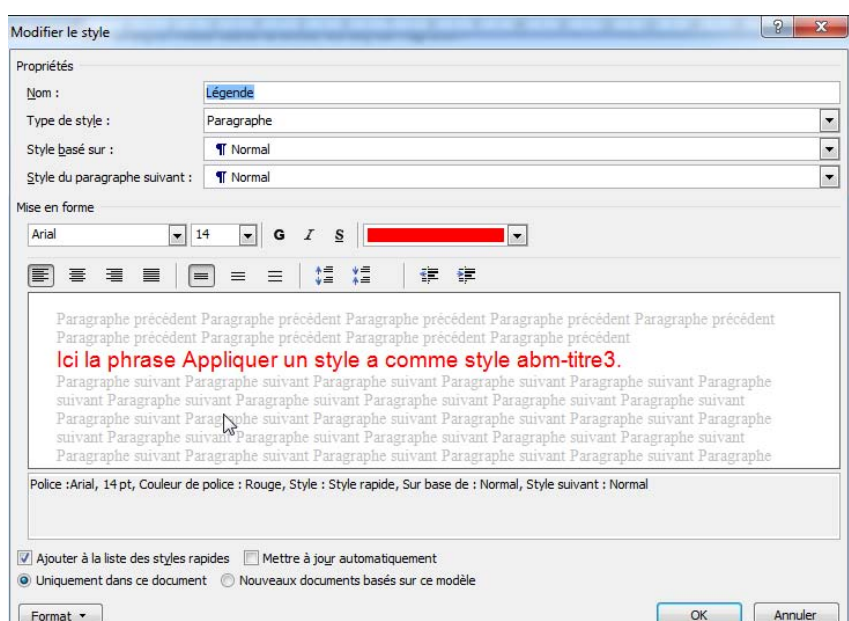 Modifier le style
Propriétés
Nom : Légende
Type de style : Paragraphe
Style basé sur : ¶ Normal
Style du paragraphe suivant : ¶ Normal
Mise en forme
Arial 14 G I S
Paragraphe précédent Paragraphe précédent Paragraphe précédent Paragraphe précédent Paragraphe précédent
Paragraphe précédent Paragraphe précédent Paragraphe précédent Paragraphe précédent
Ici la phrase Appliquer un style a comme style abm-titre3.
Paragraphe suivant Paragraphe suivant Paragraphe suivant Paragraphe suivant Paragraphe suivant Paragraphe
suivant Paragraphe suivant Paragraphe suivant Paragraphe suivant Paragraphe suivant Paragraphe suivant
Paragraphe suivant Paragraphe suivant Paragraphe suivant Paragraphe suivant Paragraphe suivant Paragraphe
suivant Paragraphe suivant Paragraphe suivant Paragraphe suivant Paragraphe suivant Paragraphe suivant
Paragraphe suivant Paragraphe suivant Paragraphe suivant Paragraphe suivant Paragraphe suivant Paragraphe
Police :Arial, 14 pt, Couleur de police : Rouge, Style : Style rapide, Sur base de : Normal, Style suivant : Normal
Ajouter à la liste des styles rapides Mettre à jour automatiquement
Uniquement dans ce document Nouveaux documents basés sur ce modèle
Format OK Annuler